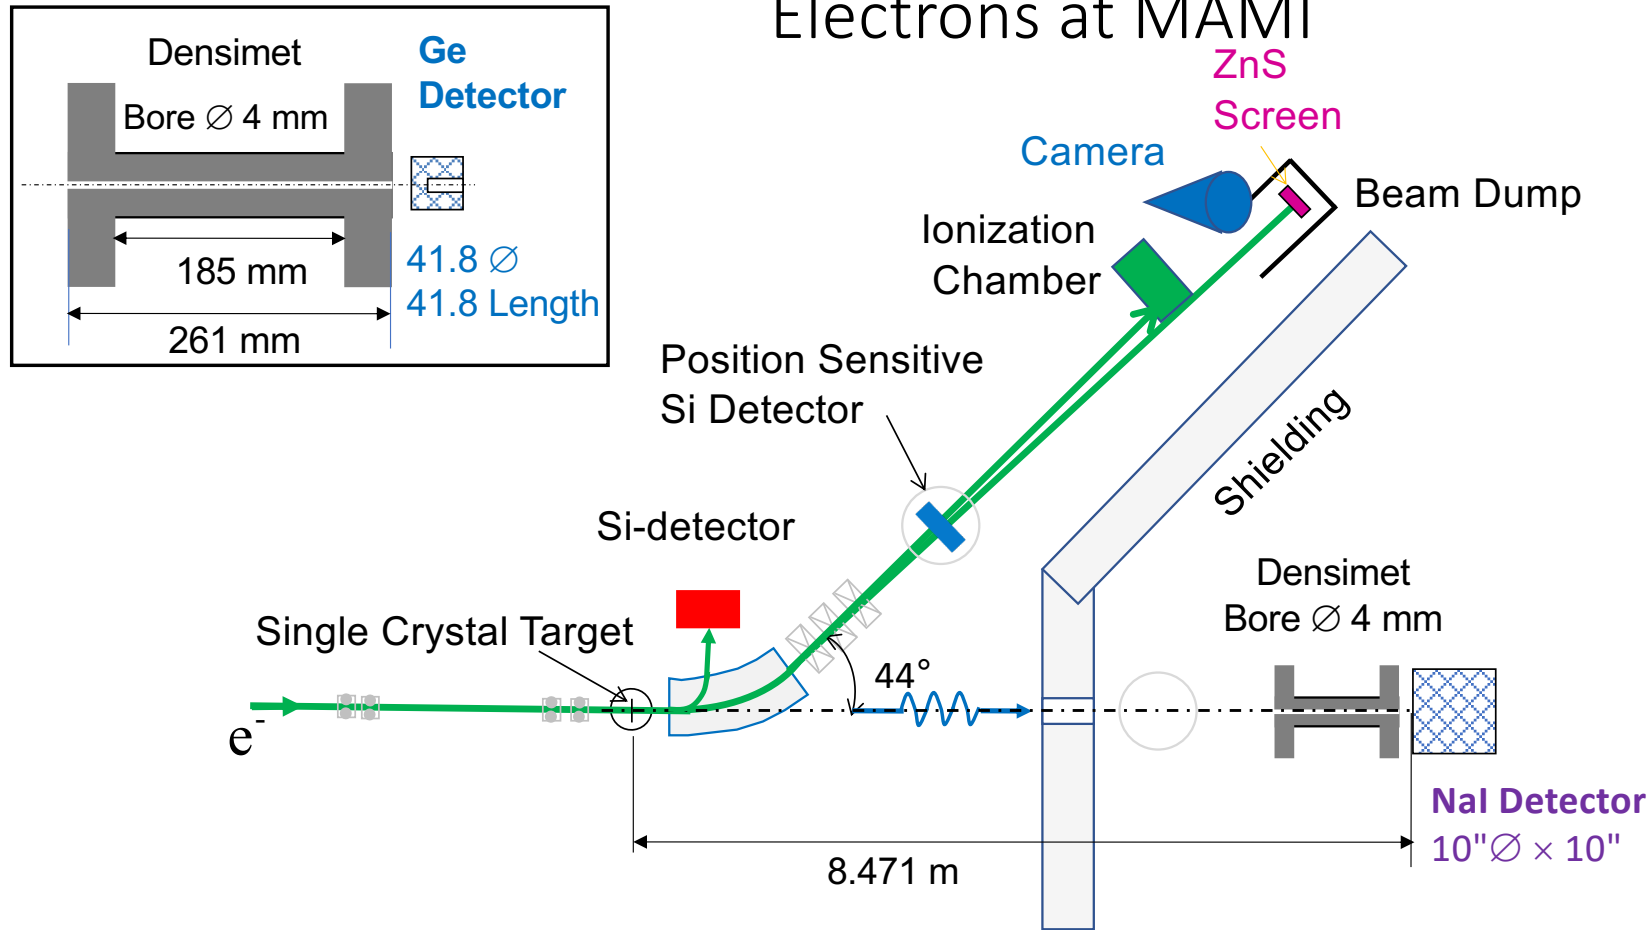 Electrons at MAMI
Densimet
Ge
Detector
Bore ∅ 4 mm
185 mm
41.8 ∅
41.8 Length
261 mm
ZnS
Screen
Camera
Beam Dump
Ionization
Chamber
Position Sensitive
Si Detector
Shielding
Si-detector
Single Crystal Target
44°
e-
Densimet
Bore ∅ 4 mm
NaI Detector
10"∅ × 10"
8.471 m